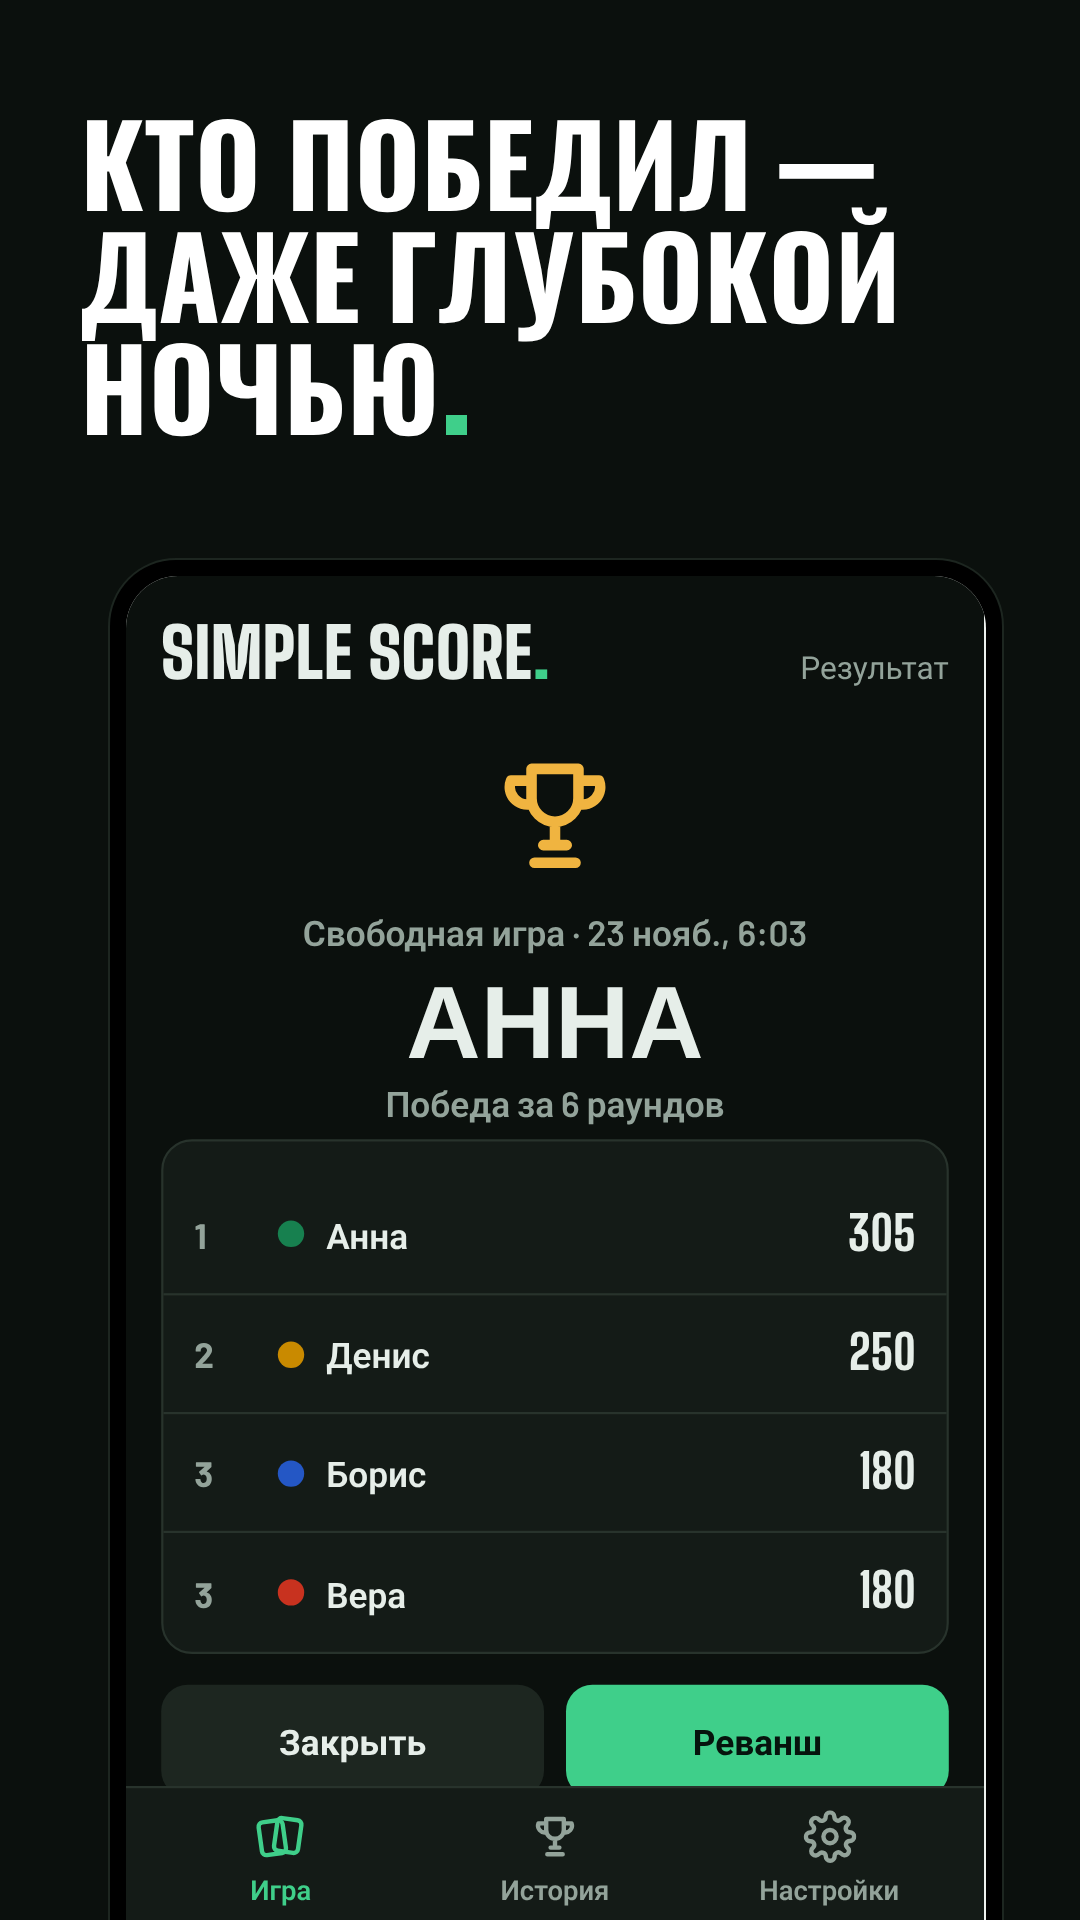 КТО ПОБЕДИЛ —
ДАЖЕ ГЛУБОКОЙ
НОЧЬЮ.
SIMPLE SCORE.
Результат
Свободная игра · 23 нояб., 6:03
АННА
Победа за 6 раундов
1 Анна 305
2 Денис 250
3 Борис 180
3 Вера 180
Закрыть Реванш
Игра История Настройки